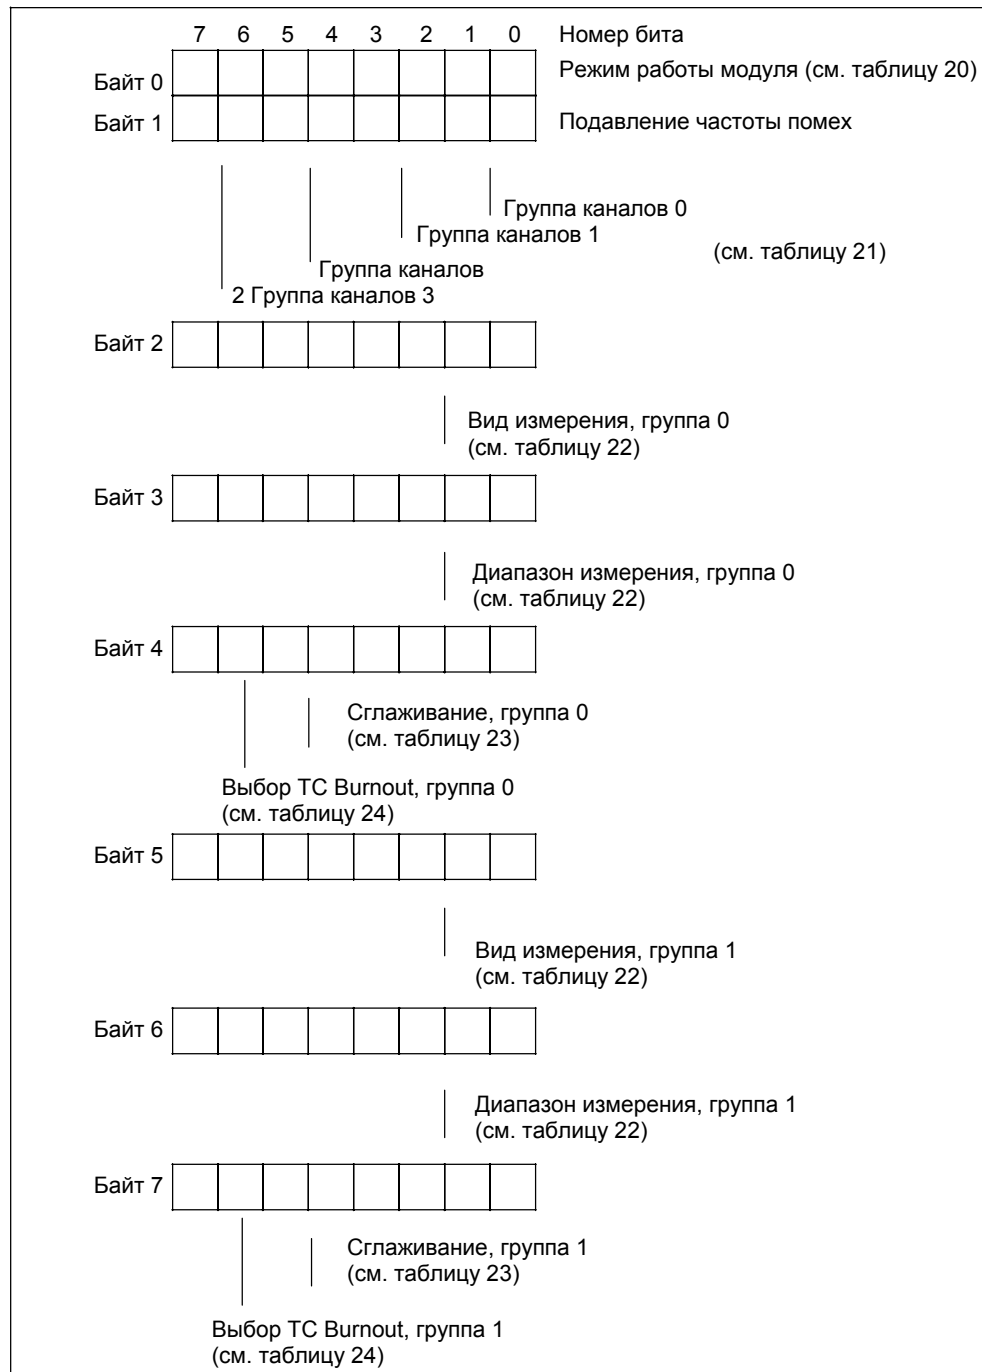 7 6 5 4 3 2 1 0 Номер бита
Байт 0 Режим работы модуля (см. таблицу 20)
Байт 1 Подавление частоты помех
Группа каналов 0
Группа каналов 1
(см. таблицу 21)
Группа каналов
2 Группа каналов 3
Байт 2
Вид измерения, группа 0
(см. таблицу 22)
Байт 3
Диапазон измерения, группа 0
(см. таблицу 22)
Байт 4
Сглаживание, группа 0
(см. таблицу 23)
Выбор TC Burnout, группа 0
(см. таблицу 24)
Байт 5
Вид измерения, группа 1
(см. таблицу 22)
Байт 6
Диапазон измерения, группа 1
(см. таблицу 22)
Байт 7
Сглаживание, группа 1
(см. таблицу 23)
Выбор TC Burnout, группа 1
(см. таблицу 24)